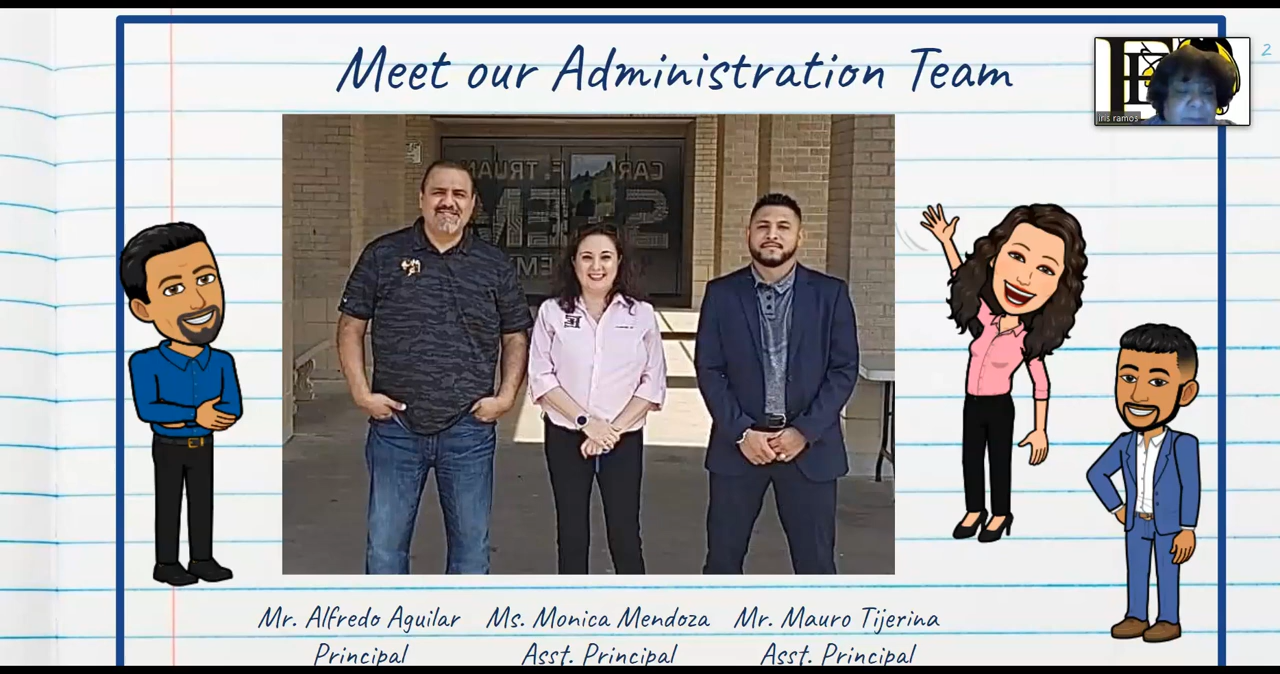 Meet our Administration Team
2
iris ramos
Mr. Alfredo Aguilar Ms. Monica Mendoza Mr. Mauro Tijerina
Principal Asst. Principal Asst. Principal